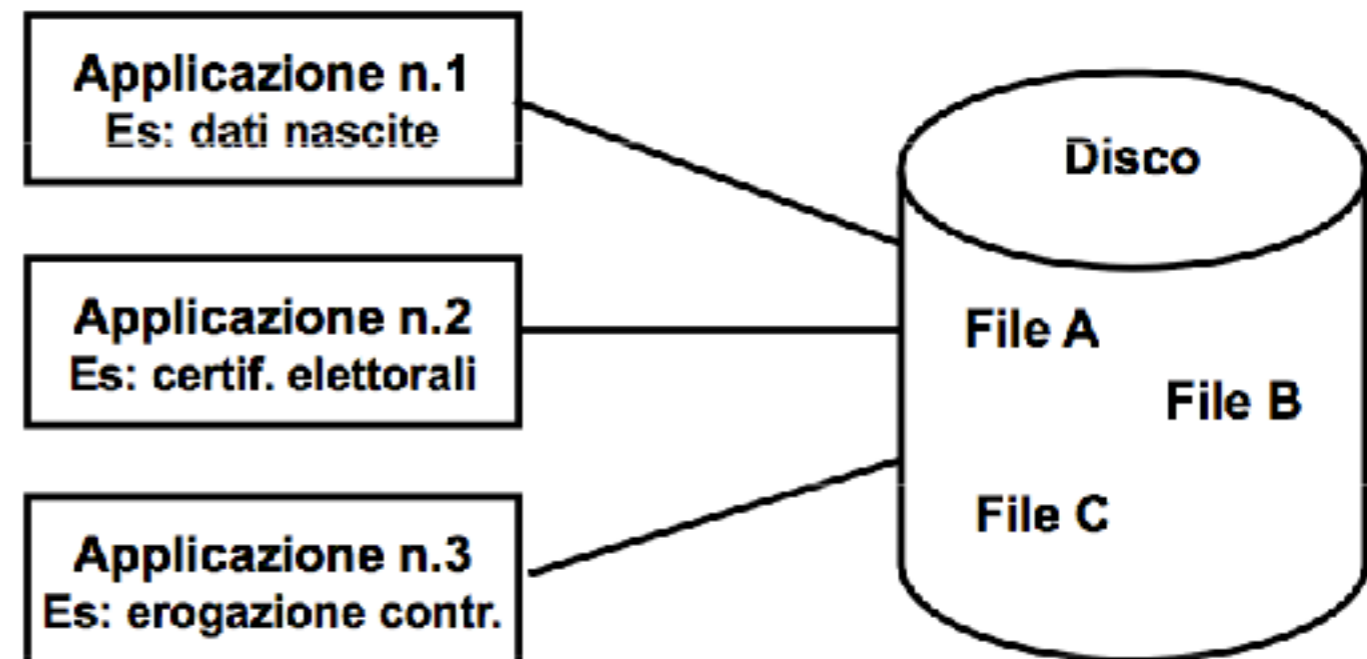 Applicazione n.1
Es: dati nascite
Disco
Applicazione n.2
Es: certif. elettorali
File A
File B
File C
Applicazione n.3
Es: erogazione contr.